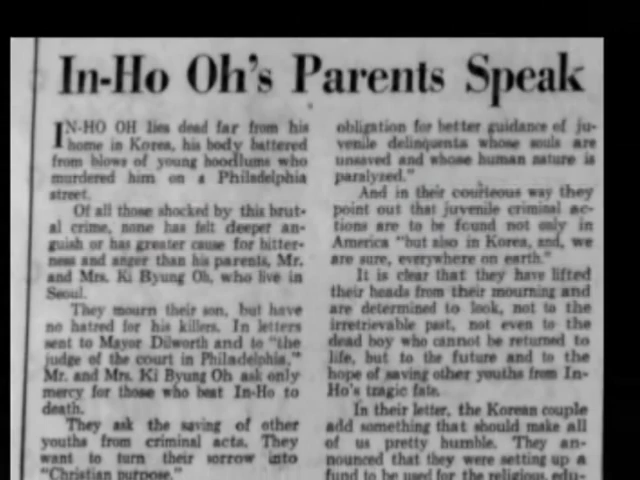 In-Ho Oh's Parents Speak
IN-HO OH lies dead far from his
home in Korea, his body battered
from blows of young hoodlums who
murdered him on a Philadelphia
street.
Of all those shocked by this brut-
al crime, none has felt deeper an-
guish or has greater cause for bitter-
ness and anger than his parents, Mr.
and Mrs. Ki Byung Oh, who live in
Seoul.
They mourn their son, but have
no hatred for his killers. In letters
sent to Mayor Dilworth and to "the
judge of the court in Philadelphia,"
Mr. and Mrs. Ki Byung Oh ask only
mercy for those who beat In-Ho to
death.
They ask the saving of other
youths from criminal acts. They
want to turn their sorrow into
"Christian purpose."
obligation for better guidance of ju-
venile delinquents whose souls are
unsaved and whose human nature is
paralyzed."
And in their courteous way they
point out that juvenile criminal ac-
tions are to be found not only in
America "but also in Korea, and, we
are sure, everywhere on earth."
It is clear that they have lifted
their heads from their mourning and
are determined to look, not to the
irretrievable past, not even to the
dead boy who cannot be returned to
life, but to the future and to the
hope of saving other youths from In-
Ho's tragic fate.
In their letter, the Korean couple
add something that should make all
of us pretty humble. They an-
nounced that they were setting up a
fund to be used for the religious, edu-